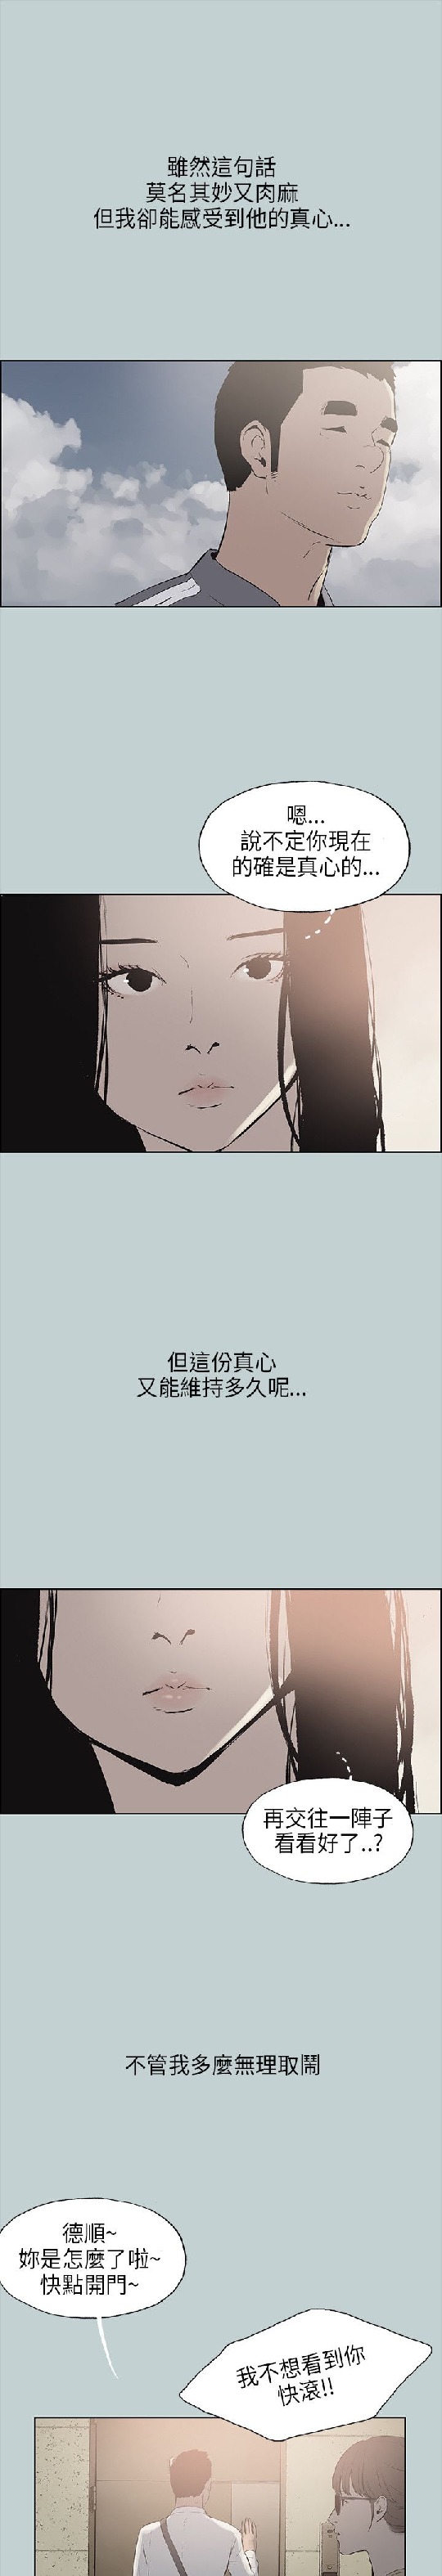 雖然這句話
莫名其妙又肉麻
但我卻能感受到他的真心...
嗯...
說不定你現在
的確是真心的...
但這份真心
又能維持多久呢...
再交往一陣子
看看好了..?
不管我多麼無理取鬧
德順~
妳是怎麼了啦~
快點開門~
我不想看到你
快滾!!